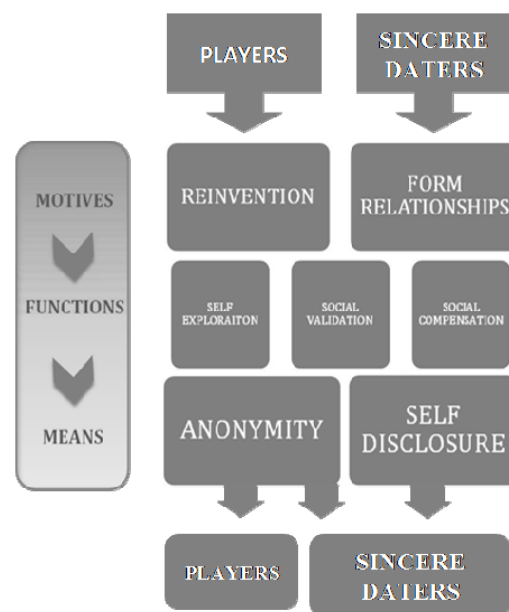 PLAYERS
SINCERE
DATERS
MOTIVES
FUNCTIONS
MEANS
REINVENTION
FORM
RELATIONSHIPS
SELF
EXPLORAITON
SOCIAL
VALIDATION
SOCIAL
COMPENSATION
ANONYMITY
SELF
DISCLOSURE
PLAYERS
SINCERE
DATERS